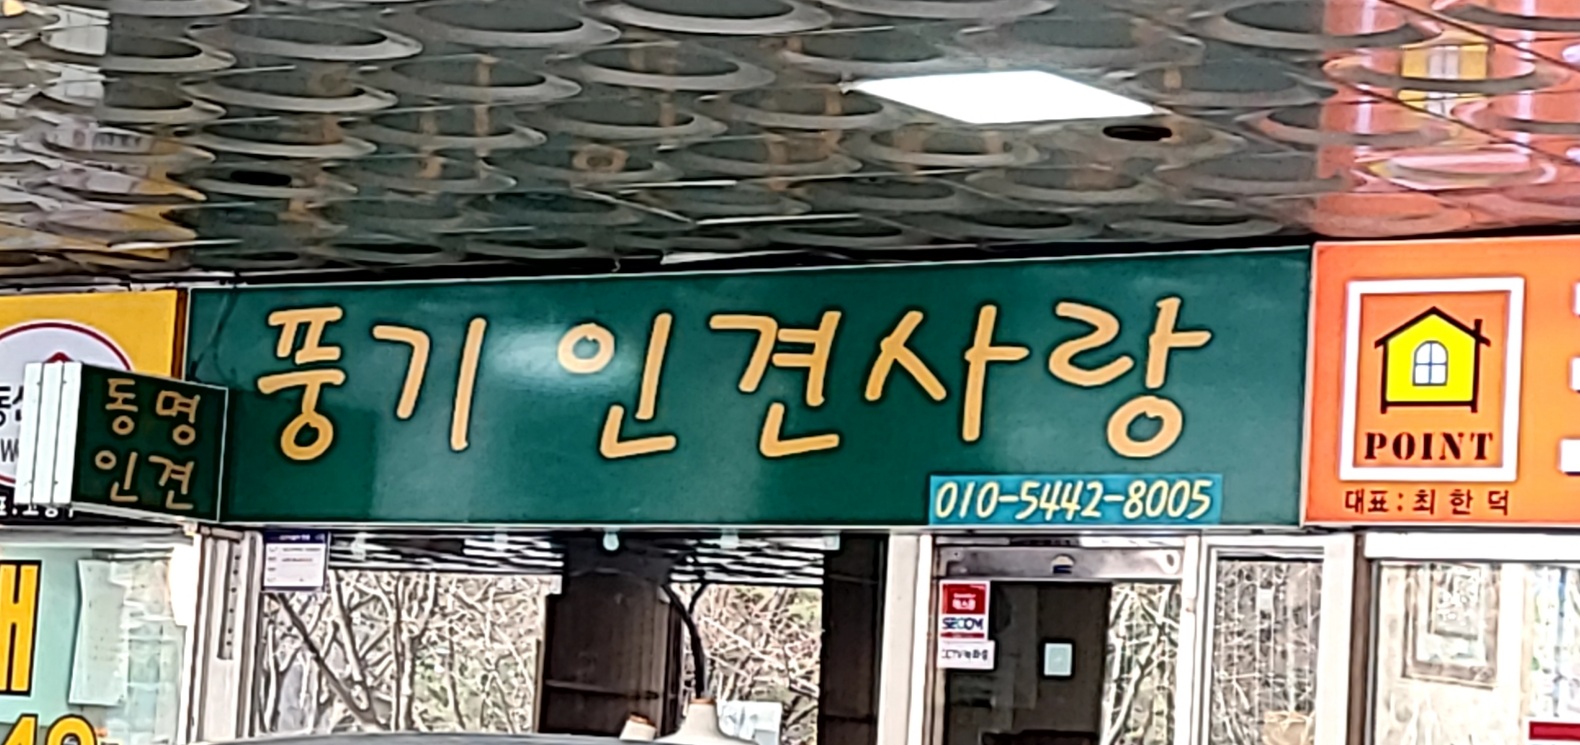 풍기 인견사랑
010-5442-8005
동명
인견
POINT
대표 : 최한덕
SECOM